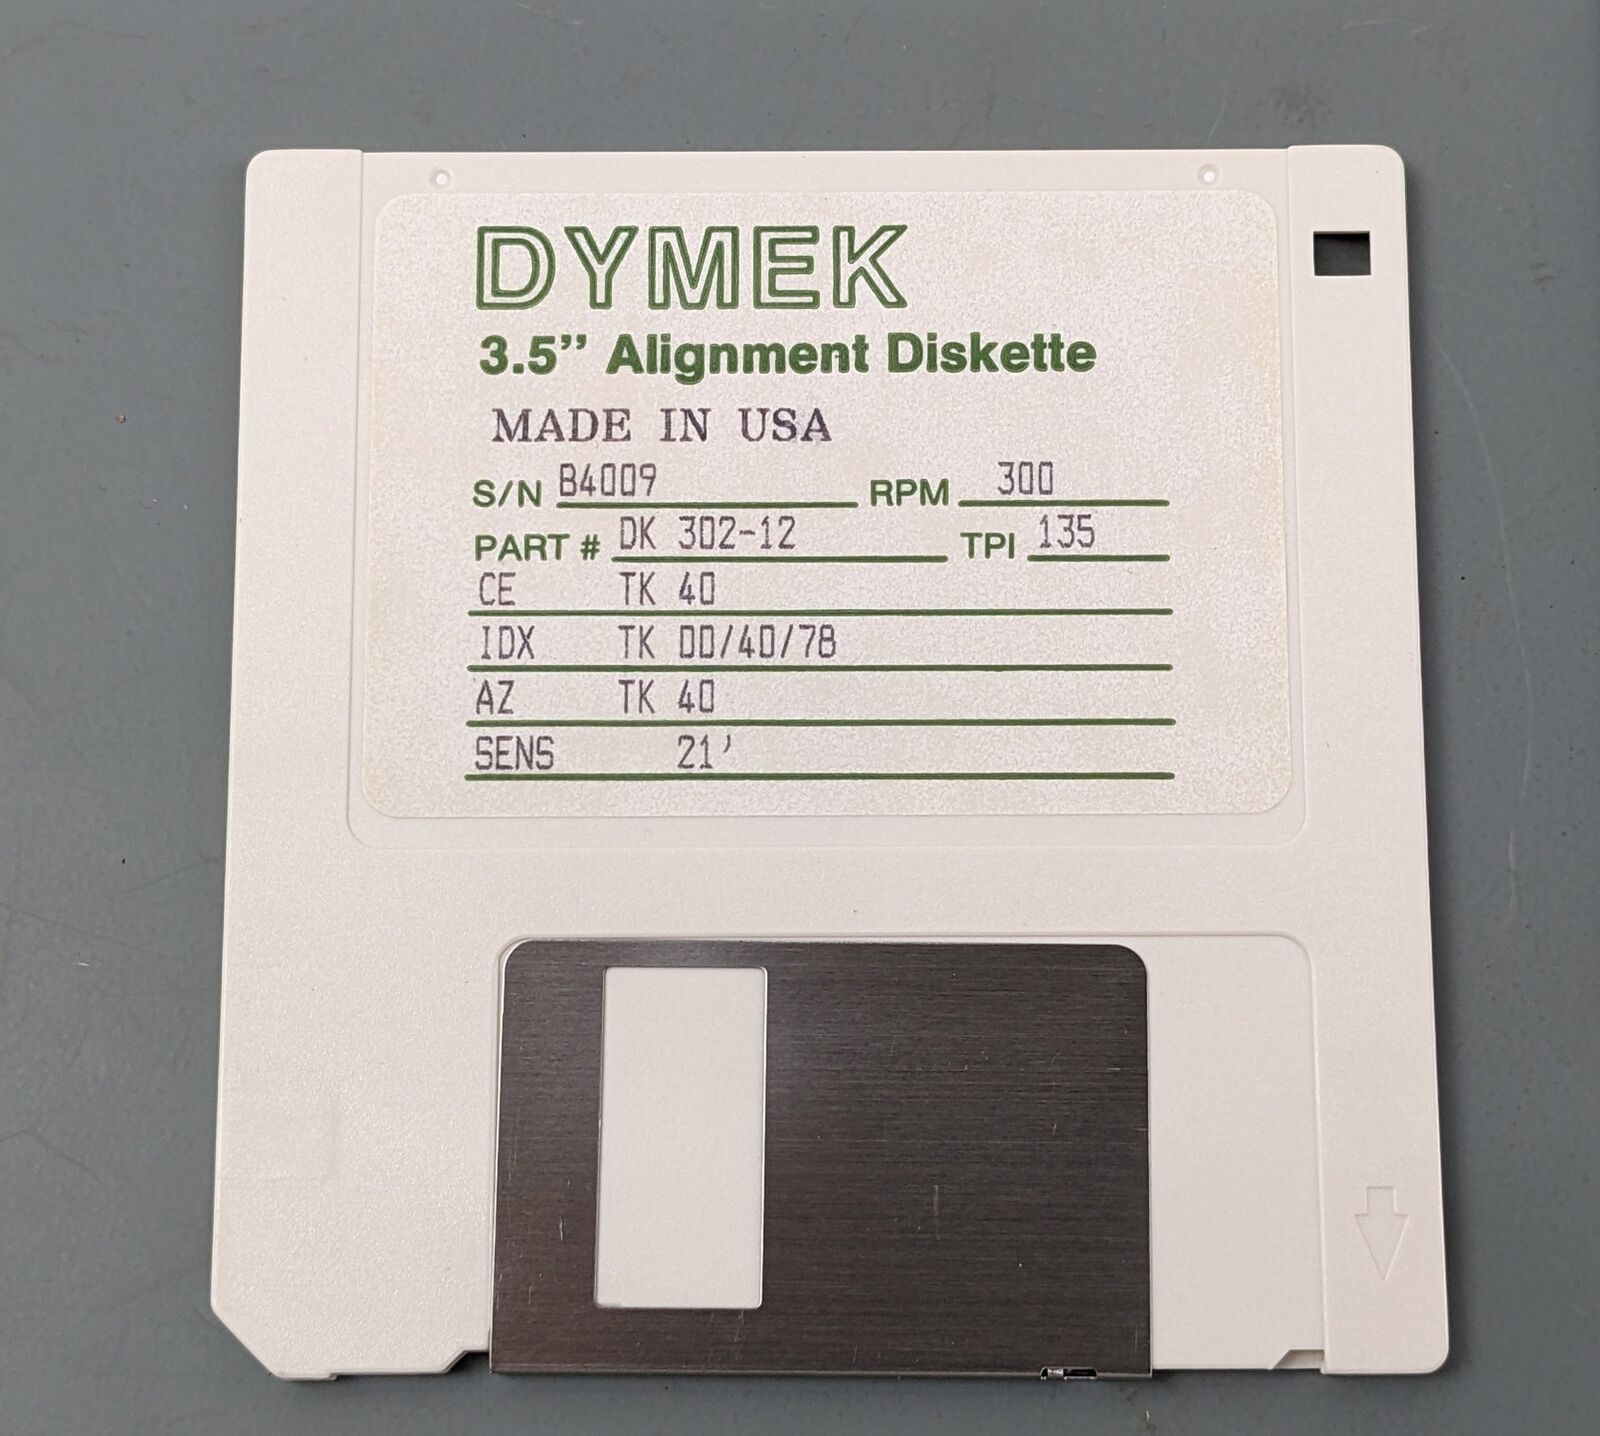 DYMEK
3.5” Alignment Diskette
MADE IN USA
S/N B4009 RPM 300
PART # DK 302-12 TPI 135
CE TK 40
IDX TK 00/40/78
AZ TK 40
SENS 21'